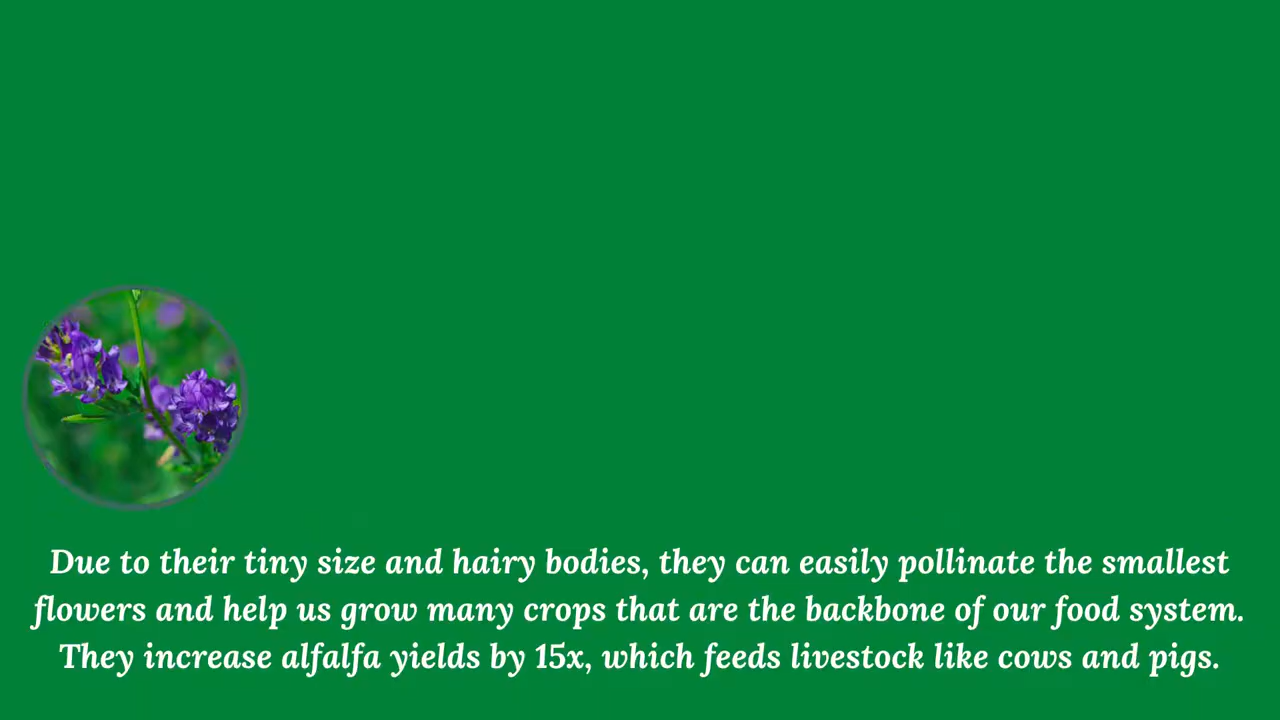 Due to their tiny size and hairy bodies, they can easily pollinate the smallest
flowers and help us grow many crops that are the backbone of our food system.
They increase alfalfa yields by 15x, which feeds livestock like cows and pigs.